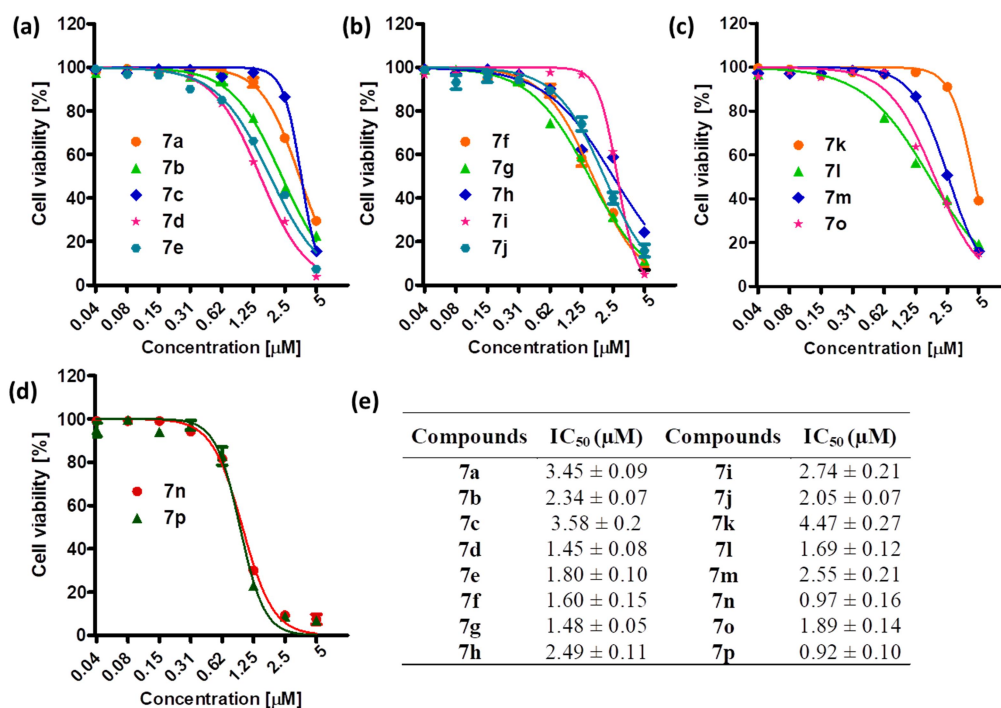 (a)
120
100
80
60
40
20
0
Cell viability [%]
7a
7b
7c
7d
7e
0.04 0.08 0.15 0.31 0.62 1.25 2.5 5
Concentration [µM]
(b)
120
100
80
60
40
20
0
Cell viability [%]
7f
7g
7h
7i
7j
0.04 0.08 0.15 0.31 0.62 1.25 2.5 5
Concentration [µM]
(c)
120
100
80
60
40
20
0
Cell viability [%]
7k
7l
7m
7o
0.04 0.08 0.15 0.31 0.62 1.25 2.5 5
Concentration [µM]
(d)
120
100
80
60
40
20
0
Cell viability [%]
7n
7p
0.04 0.08 0.15 0.31 0.62 1.25 2.5 5
Concentration [µM]
(e)
Compounds IC50 (µM) Compounds IC50 (µM)
7a 3.45 ± 0.09 7i 2.74 ± 0.21
7b 2.34 ± 0.07 7j 2.05 ± 0.07
7c 3.58 ± 0.2 7k 4.47 ± 0.27
7d 1.45 ± 0.08 7l 1.69 ± 0.12
7e 1.80 ± 0.10 7m 2.55 ± 0.21
7f 1.60 ± 0.15 7n 0.97 ± 0.16
7g 1.48 ± 0.05 7o 1.89 ± 0.14
7h 2.49 ± 0.11 7p 0.92 ± 0.10